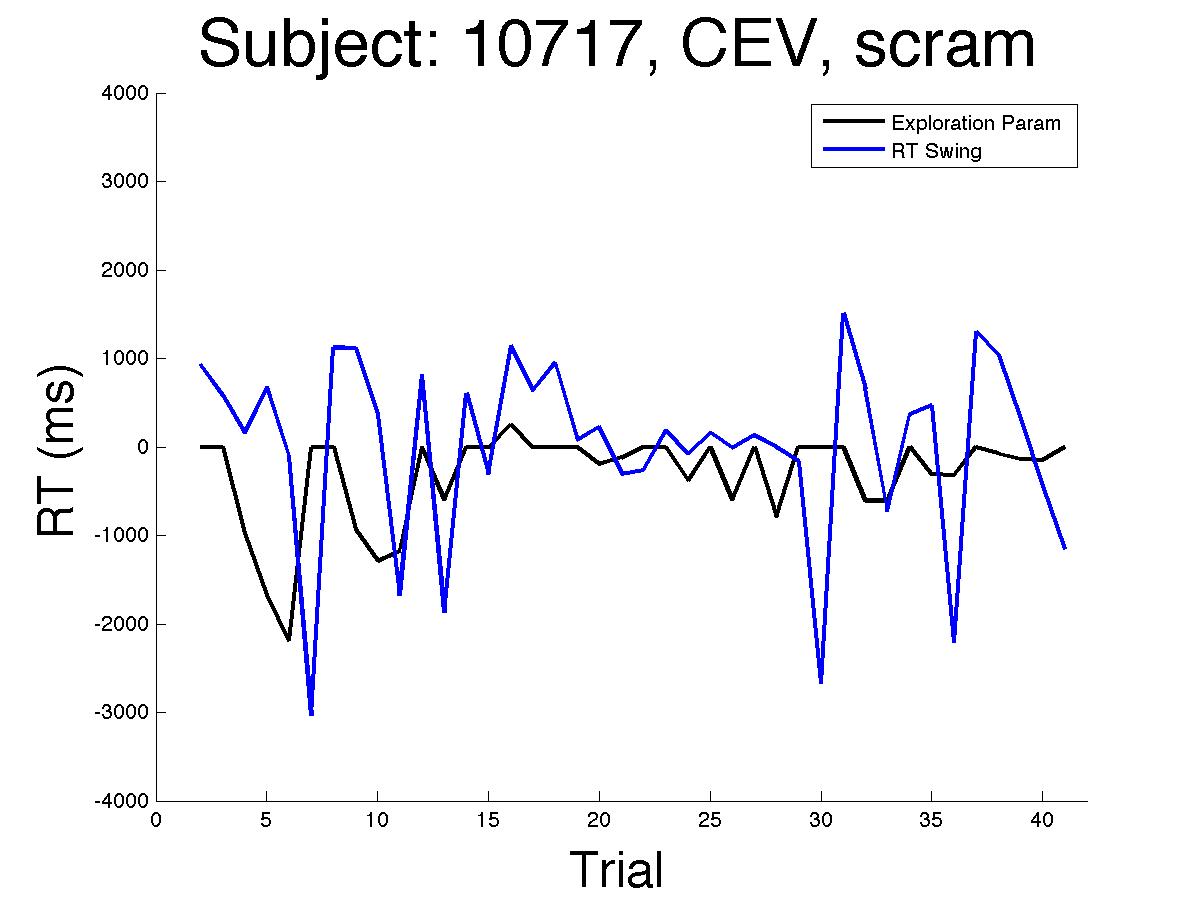 Subject: 10717, CEV, scram
4000
3000
2000
1000
0
-1000
-2000
-3000
-4000
RT (ms)
Exploration Param
RT Swing
0 5 10 15 20 25 30 35 40
Trial